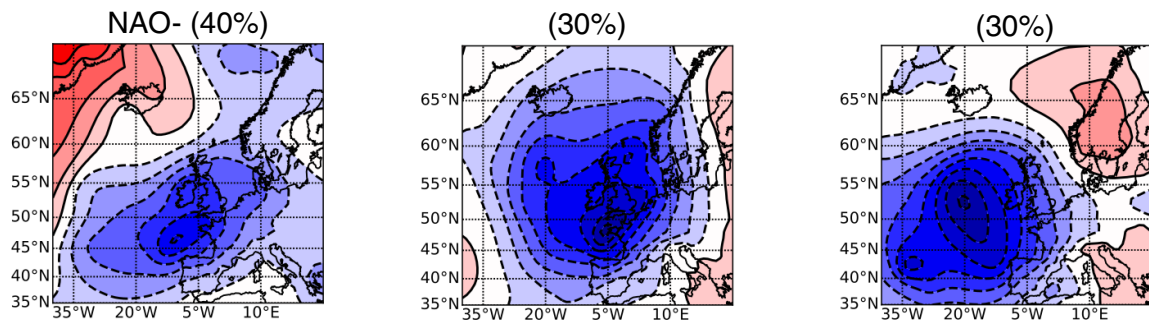 NAO- (40%) (30%) (30%)
65°N 65°N 65°N
60°N 60°N 60°N
55°N 55°N 55°N
50°N 50°N 50°N
45°N 45°N 45°N
40°N 40°N 40°N
35°N 35°N 35°N
35°W 20°W 5°W 10°E 35°W 20°W 5°W 10°E 35°W 20°W 5°W 10°E